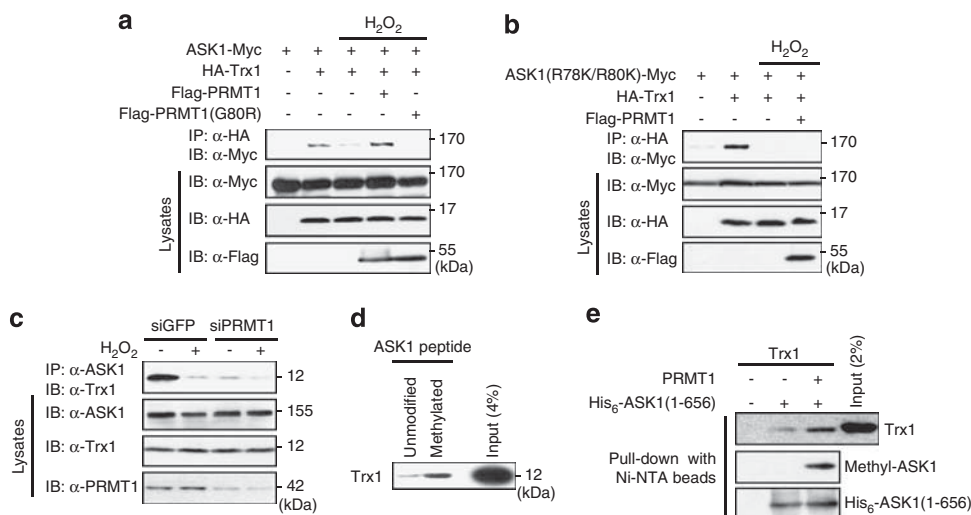 a
H2O2
ASK1-Myc + + + + +
HA-Trx1 - + + + +
Flag-PRMT1 - - - + -
Flag-PRMT1(G80R) - - - - +
IP: α-HA
IB: α-Myc
170
IB: α-Myc
170
IB: α-HA
17
IB: α-Flag
55
(kDa)
Lysates
b
H2O2
ASK1(R78K/R80K)-Myc + + + +
HA-Trx1 - + + +
Flag-PRMT1 - - - +
IP: α-HA
IB: α-Myc
170
IB: α-Myc
170
IB: α-HA
17
IB: α-Flag
55
(kDa)
Lysates
c
siGFP siPRMT1
H2O2 - + - +
IP: α-ASK1
IB: α-Trx1
12
IB: α-ASK1
155
IB: α-Trx1
12
IB: α-PRMT1
42
(kDa)
Lysates
d
ASK1 peptide
Unmodified
Methylated
Input (4%)
Trx1
12
(kDa)
e
Trx1
Input (2%)
PRMT1 - - +
His6-ASK1(1-656) - + +
Trx1
Pull-down with
Ni-NTA beads
Methyl-ASK1
His6-ASK1(1-656)